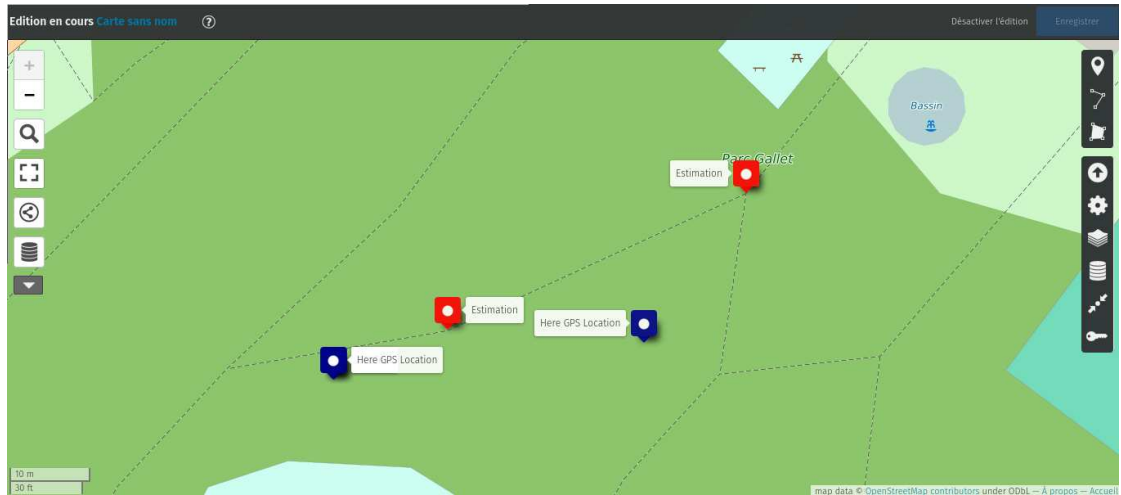 Edition en cours Carte sans nom ?
Désactiver l'édition
Enregistrer
Bassin
Parc Gallet
Estimation
Estimation
Here GPS Location
Here GPS Location
10 m
30 ft
map data © OpenStreetMap contributors under ODbL — À propos — Accueil